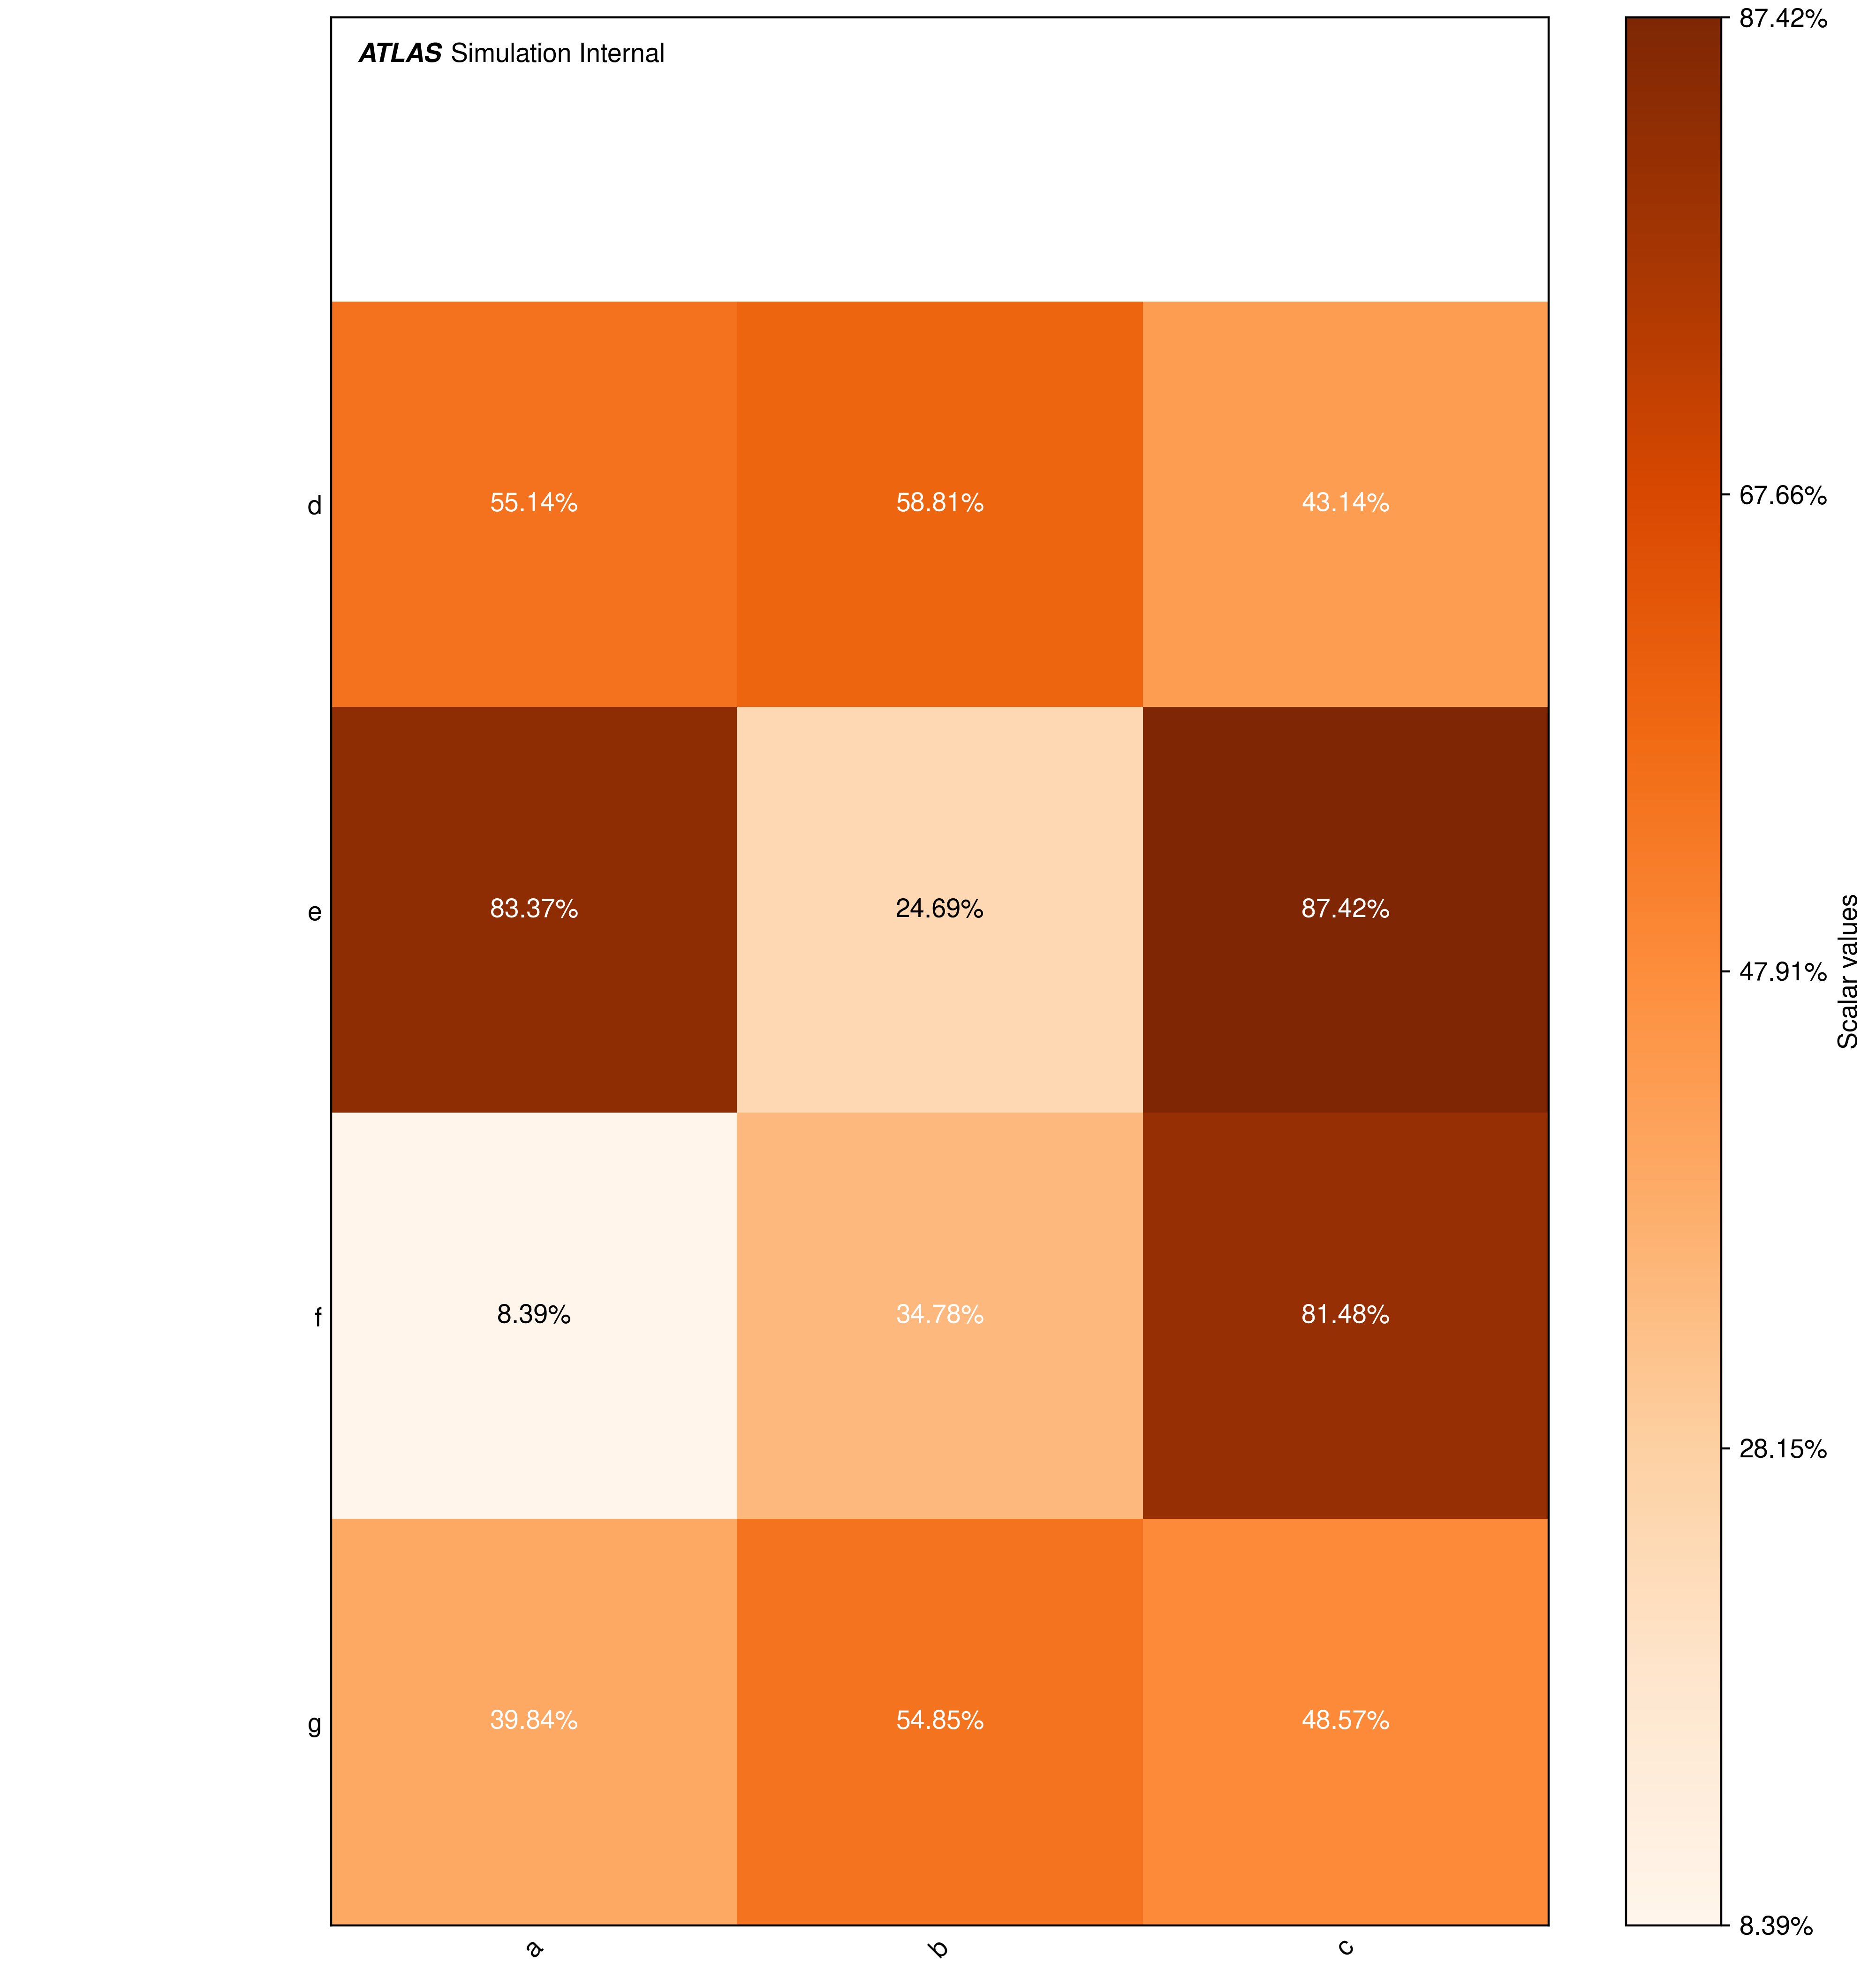 ATLAS Simulation Internal
d 55.14% 58.81% 43.14%
e 83.37% 24.69% 87.42%
f 8.39% 34.78% 81.48%
g 39.84% 54.85% 48.57%
a b c
87.42%
67.66%
47.91%
28.15%
8.39%
Scalar values